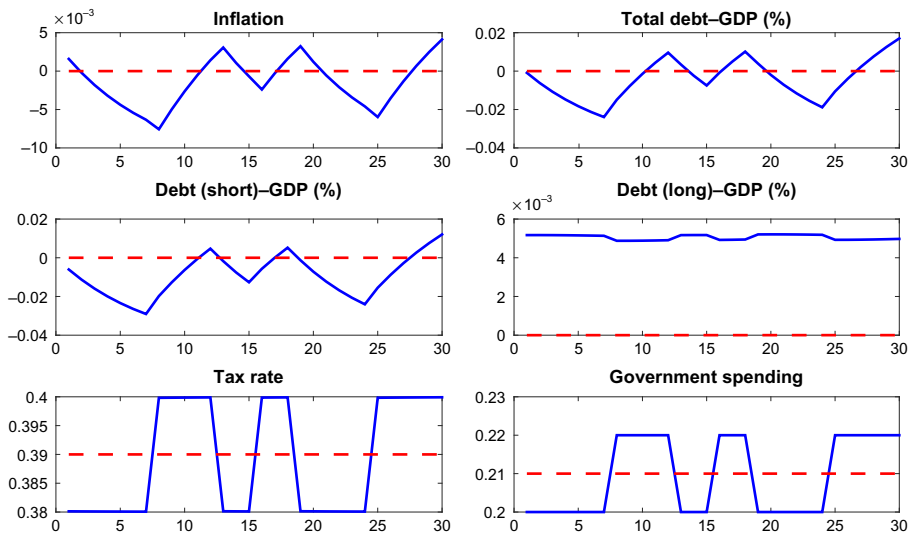 Inflation
×10⁻³
5
0
−5
−10
0 5 10 15 20 25 30
Total debt–GDP (%)
0.02
0
−0.02
−0.04
0 5 10 15 20 25 30
Debt (short)–GDP (%)
0.02
0
−0.02
−0.04
0 5 10 15 20 25 30
Debt (long)–GDP (%)
×10⁻³
6
4
2
0
0 5 10 15 20 25 30
Tax rate
0.4
0.395
0.39
0.385
0.38
0 5 10 15 20 25 30
Government spending
0.23
0.22
0.21
0.2
0 5 10 15 20 25 30